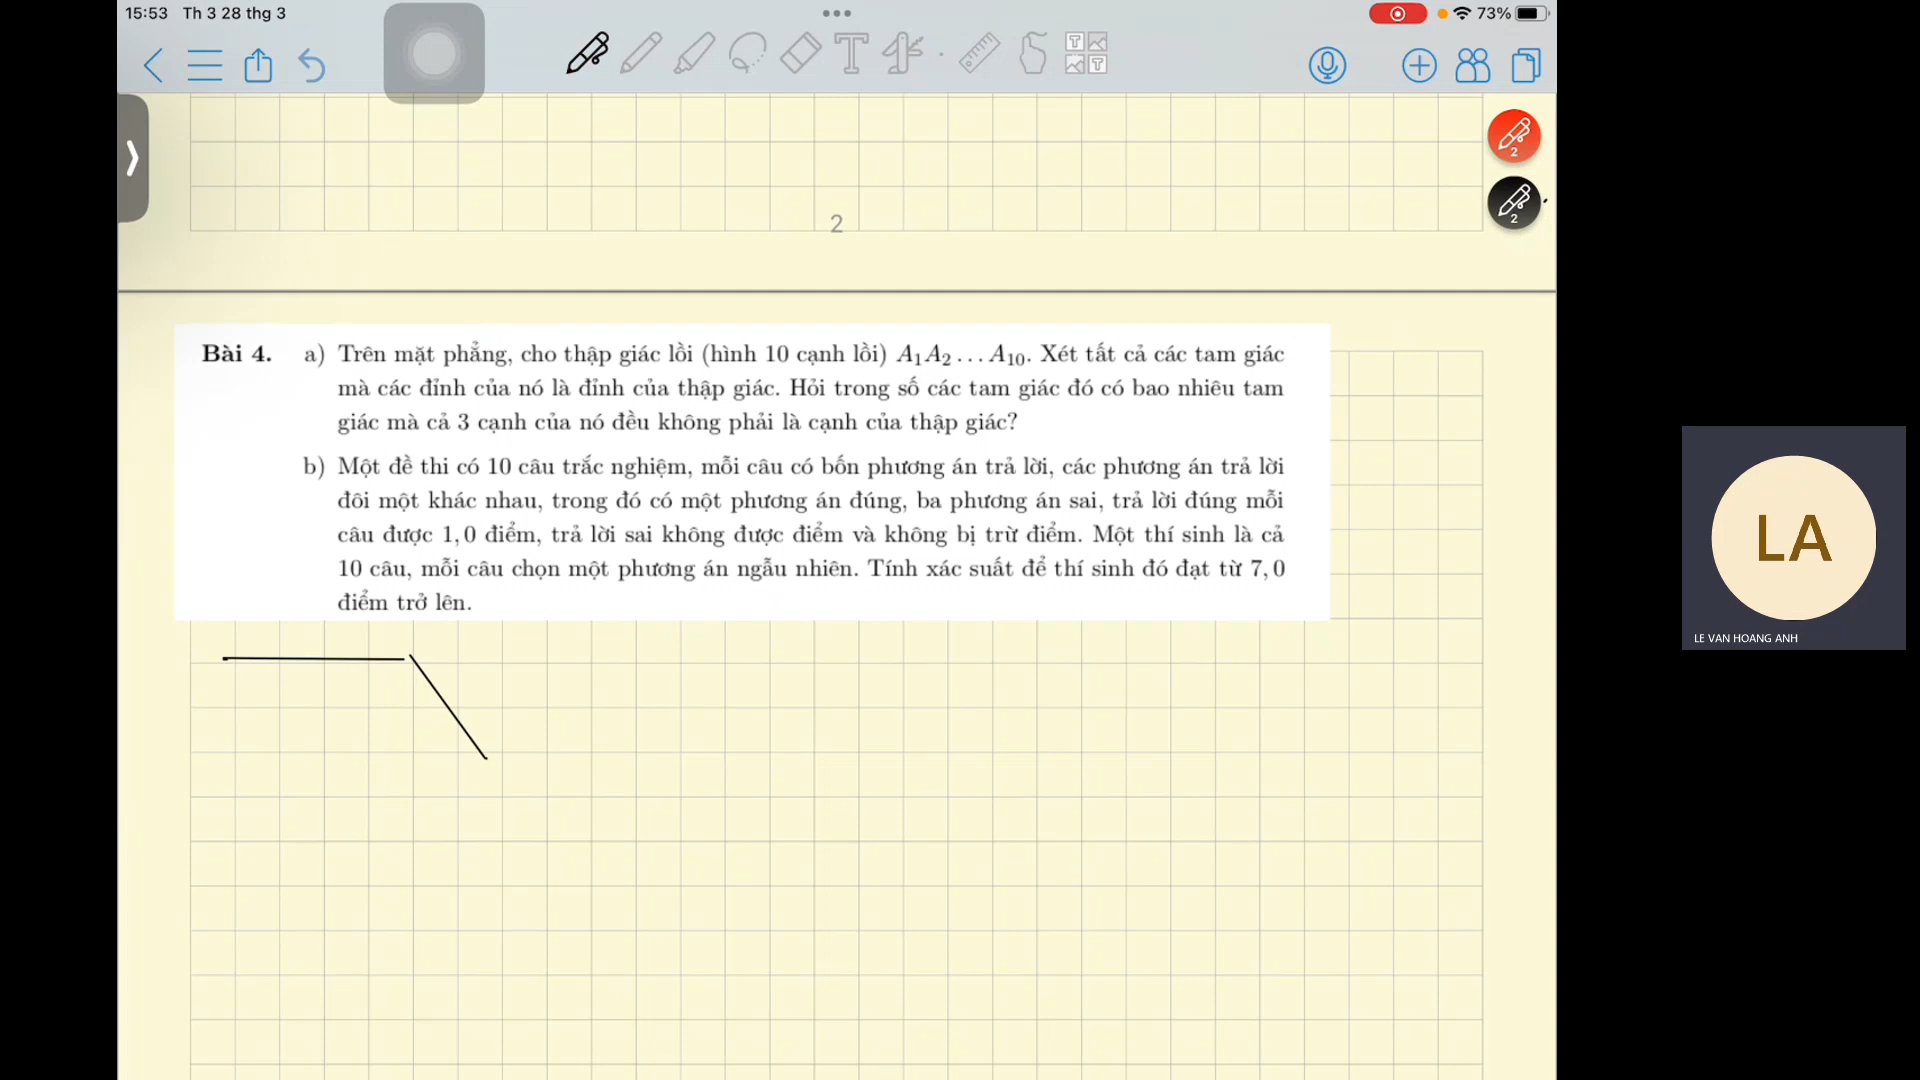 15:53 Th 3 28 thg 3
73%
T
T
T
2
2
2
Bài 4. a) Trên mặt phẳng, cho thập giác lồi (hình 10 cạnh lồi) A₁A₂...A₁₀. Xét tất cả các tam giác
mà các đỉnh của nó là đỉnh của thập giác. Hỏi trong số các tam giác đó có bao nhiêu tam
giác mà cả 3 cạnh của nó đều không phải là cạnh của thập giác?
b) Một đề thi có 10 câu trắc nghiệm, mỗi câu có bốn phương án trả lời, các phương án trả lời
đôi một khác nhau, trong đó có một phương án đúng, ba phương án sai, trả lời đúng mỗi
câu được 1,0 điểm, trả lời sai không được điểm và không bị trừ điểm. Một thí sinh là cả
10 câu, mỗi câu chọn một phương án ngẫu nhiên. Tính xác suất để thí sinh đó đạt từ 7,0
điểm trở lên.
LA
LE VAN HOANG ANH